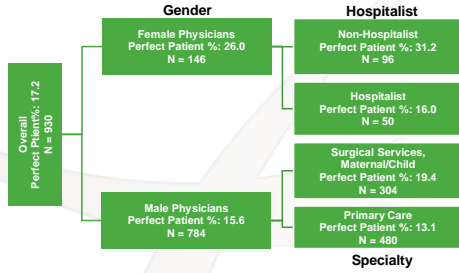 Gender
Hospitalist
Female Physicians
Perfect Patient %: 26.0
N = 146
Non-Hospitalist
Perfect Patient %: 31.2
N = 96
Hospitalist
Perfect Patient %: 16.0
N = 50
Overall
Perfect Ptient%: 17.2
N = 930
Surgical Services,
Maternal/Child
Perfect Patient %: 19.4
N = 304
Male Physicians
Perfect Patient %: 15.6
N = 784
Primary Care
Perfect Patient %: 13.1
N = 480
Specialty